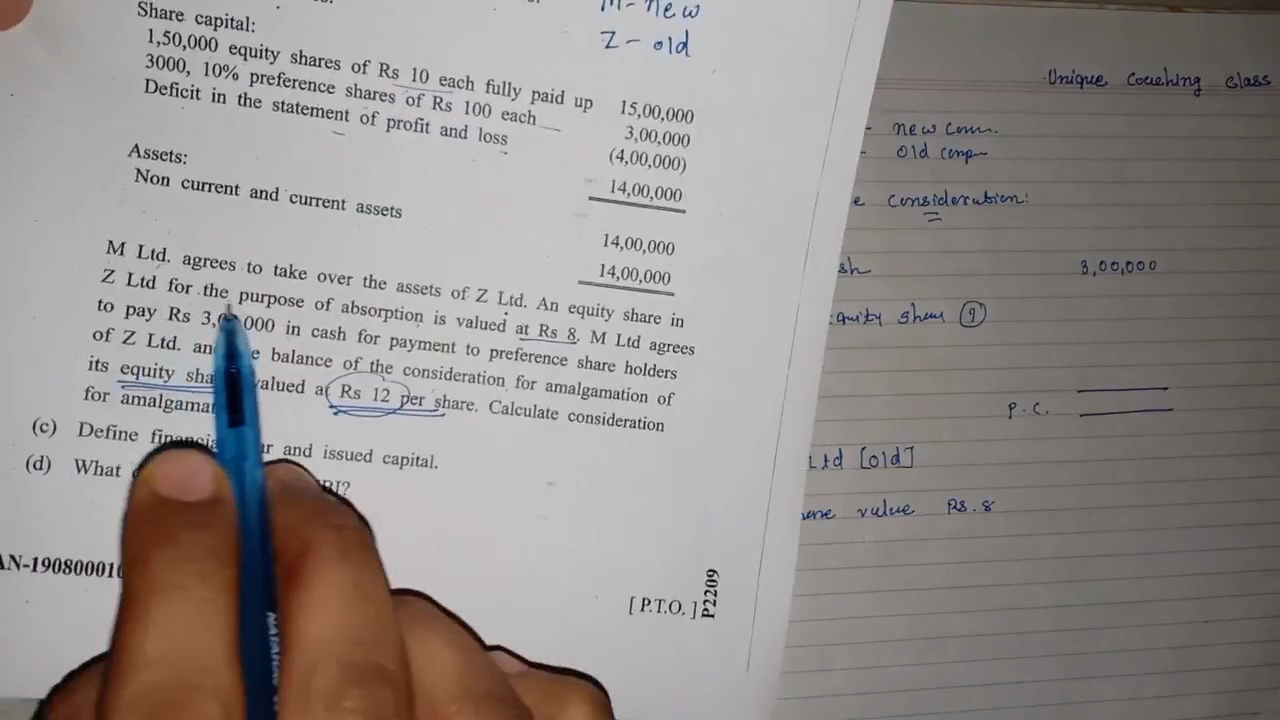 M- new
Z - old
Share capital:
1,50,000 equity shares of Rs 10 each fully paid up 15,00,000
3000, 10% preference shares of Rs 100 each 3,00,000
Deficit in the statement of profit and loss (4,00,000)
14,00,000
Assets:
Non current and current assets 14,00,000
14,00,000
M Ltd. agrees to take over the assets of Z Ltd. An equity share in
Z Ltd for the purpose of absorption is valued at Rs 8. M Ltd agrees
to pay Rs 3, 000 in cash for payment to preference share holders
of Z Ltd. an balance of the consideration for amalgamation of
its equity sha valued at Rs 12 per share. Calculate consideration
for amalgamat
(c) Define financia r and issued capital.
(d) What BI?
AN-190800010
[ P.T.O. ]
P2209
Unique Couching Class
- new com.
- old comp
e consideration:
sh 3,00,000
quity shem ?
P.C.
Ltd [old]
value Rs. 8